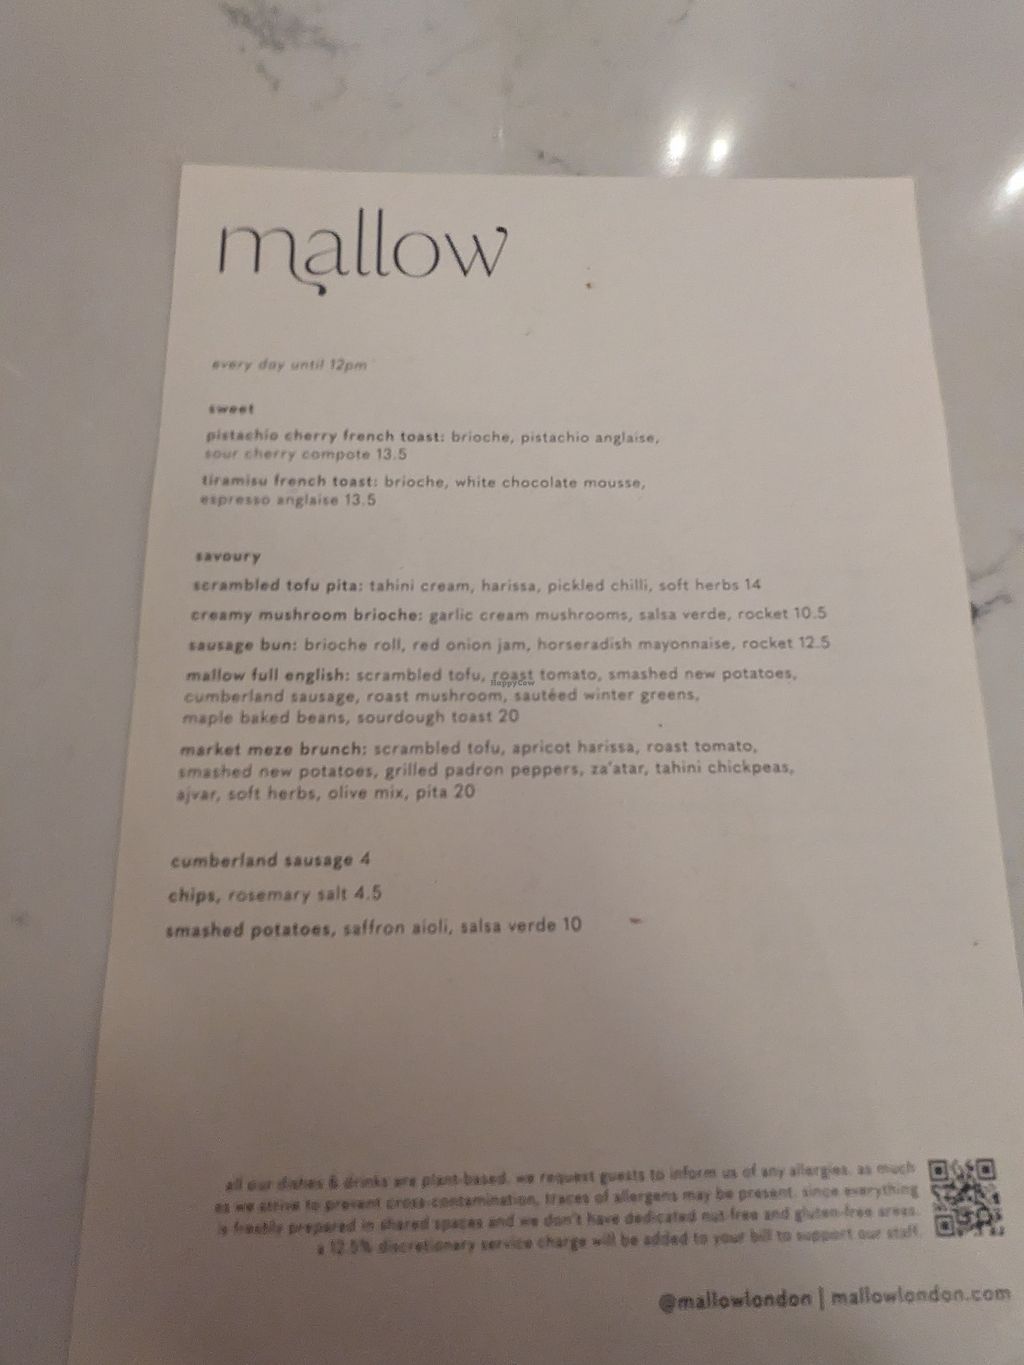 mallow
every day until 12pm
sweet
pistachio cherry french toast: brioche, pistachio anglaise,
sour cherry compote 13.5
tiramisu french toast: brioche, white chocolate mousse,
espresso anglaise 13.5
savoury
scrambled tofu pita: tahini cream, harissa, pickled chilli, soft herbs 14
creamy mushroom brioche: garlic cream mushrooms, salsa verde, rocket 10.5
sausage bun: brioche roll, red onion jam, horseradish mayonnaise, rocket 12.5
mallow full english: scrambled tofu, roast tomato, smashed new potatoes,
HappyCow
cumberland sausage, roast mushroom, sautéed winter greens,
maple baked beans, sourdough toast 20
market meze brunch: scrambled tofu, apricot harissa, roast tomato,
smashed new potatoes, grilled padron peppers, za'atar, tahini chickpeas,
ajvar, soft herbs, olive mix, pita 20
cumberland sausage 4
chips, rosemary salt 4.5
smashed potatoes, saffron aioli, salsa verde 10
all our dishes & drinks are plant-based. we request guests to inform us of any allergies. as much
as we strive to prevent cross-contamination, traces of allergens may be present. since everything
is freshly prepared in shared spaces and we don't have dedicated nut-free and gluten-free areas.
a 12.5% discretionary service charge will be added to your bill to support our staff.
@mallowlondon | mallowlondon.com